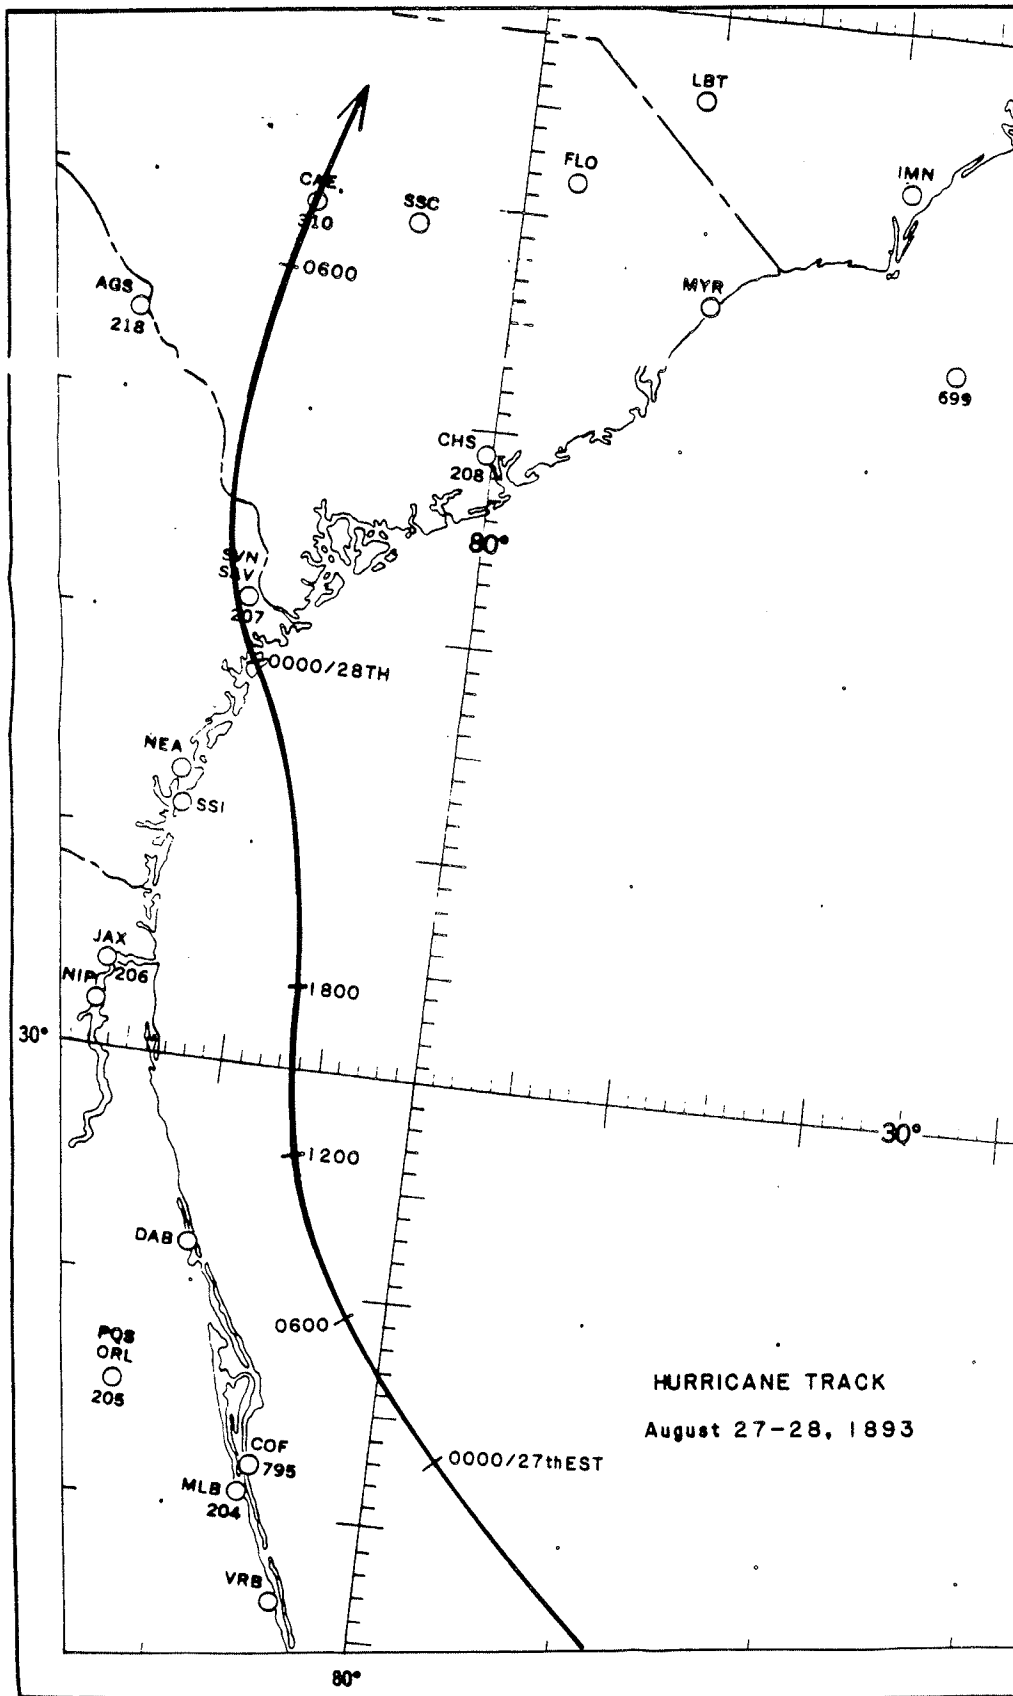 LBT
FLO
IMN
CAE
310
SSC
0600
AGS
218
MYR
699
CHS
208
80°
SVN
SAV
207
0000/28TH
NEA
SSI
JAX
206
NIP
1800
30°
30°
1200
DAB
0600
PQS
ORL
205
HURRICANE TRACK
August 27-28, 1893
0000/27thEST
COF
795
MLB
204
VRB
80°